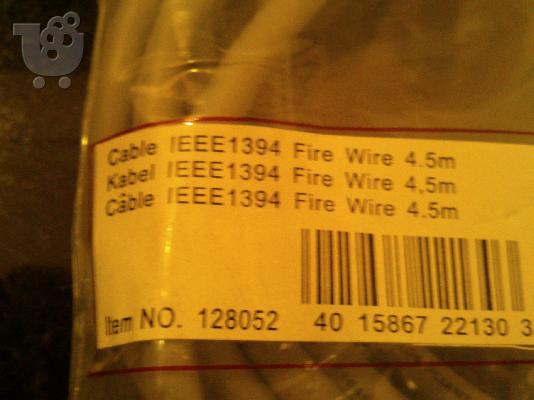 Cable IEEE1394 Fire Wire 4.5m
Kabel IEEE1394 Fire Wire 4,5m
Câble IEEE1394 Fire Wire 4.5m
Item NO. 128052 40 15867 22130 3